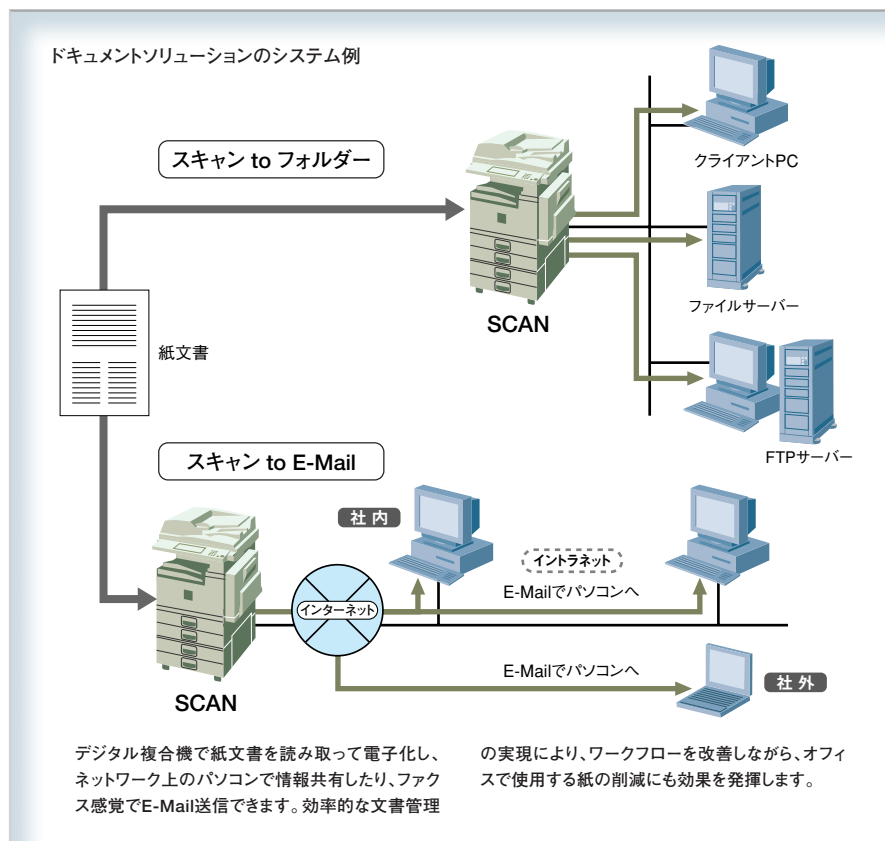 ドキュメントソリューションのシステム例
スキャン to フォルダー
クライアントPC
ファイルサーバー
SCAN
紙文書
FTPサーバー
スキャン to E-Mail
社内
イントラネット
E-Mailでパソコンへ
インターネット
E-Mailでパソコンへ
社外
SCAN
デジタル複合機で紙文書を読み取って電子化し、
ネットワーク上のパソコンで情報共有したり、ファク
ス感覚でE-Mail送信できます。効率的な文書管理
の実現により、ワークフローを改善しながら、オフィ
スで使用する紙の削減にも効果を発揮します。